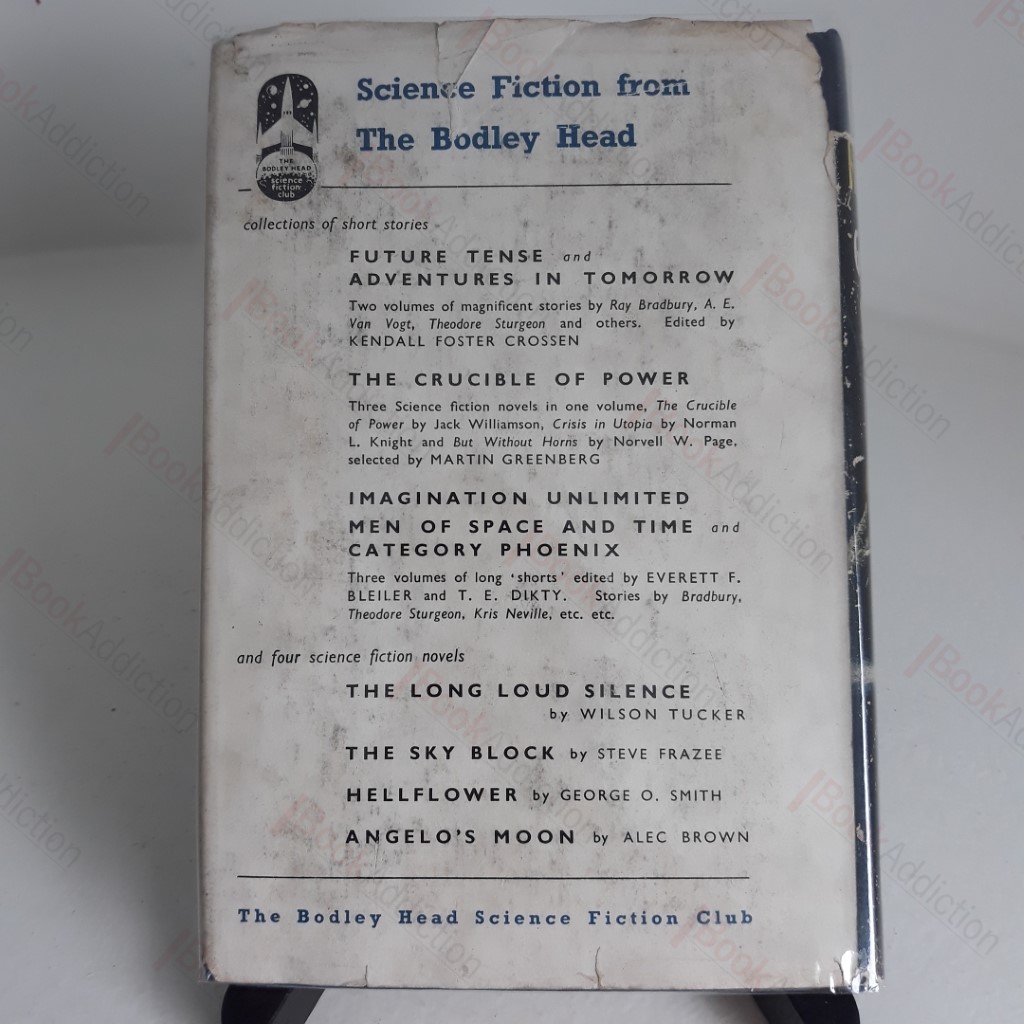 Science Fiction from
The Bodley Head
THE
BODLEY HEAD
science
fiction
club
collections of short stories
FUTURE TENSE and
ADVENTURES IN TOMORROW
Two volumes of magnificent stories by Ray Bradbury, A. E.
Van Vogt, Theodore Sturgeon and others. Edited by
KENDALL FOSTER CROSSEN
THE CRUCIBLE OF POWER
Three Science fiction novels in one volume, The Crucible
of Power by Jack Williamson, Crisis in Utopia by Norman
L. Knight and But Without Horns by Norvell W. Page,
selected by MARTIN GREENBERG
IMAGINATION UNLIMITED
MEN OF SPACE AND TIME and
CATEGORY PHOENIX
Three volumes of long 'shorts' edited by EVERETT F.
BLEILER and T. E. DIKTY. Stories by Bradbury,
Theodore Sturgeon, Kris Neville, etc. etc.
and four science fiction novels
THE LONG LOUD SILENCE
by WILSON TUCKER
THE SKY BLOCK by STEVE FRAZEE
HELLFLOWER by GEORGE O. SMITH
ANGELO'S MOON by ALEC BROWN
The Bodley Head Science Fiction Club
BookAddiction